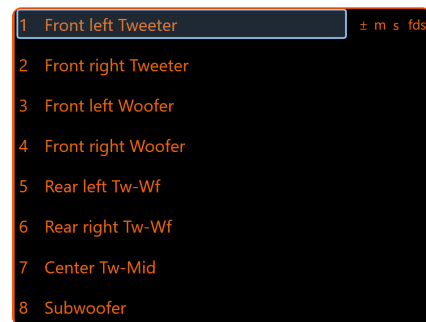 1 Front left Tweeter ± m s fds
2 Front right Tweeter
3 Front left Woofer
4 Front right Woofer
5 Rear left Tw-Wf
6 Rear right Tw-Wf
7 Center Tw-Mid
8 Subwoofer